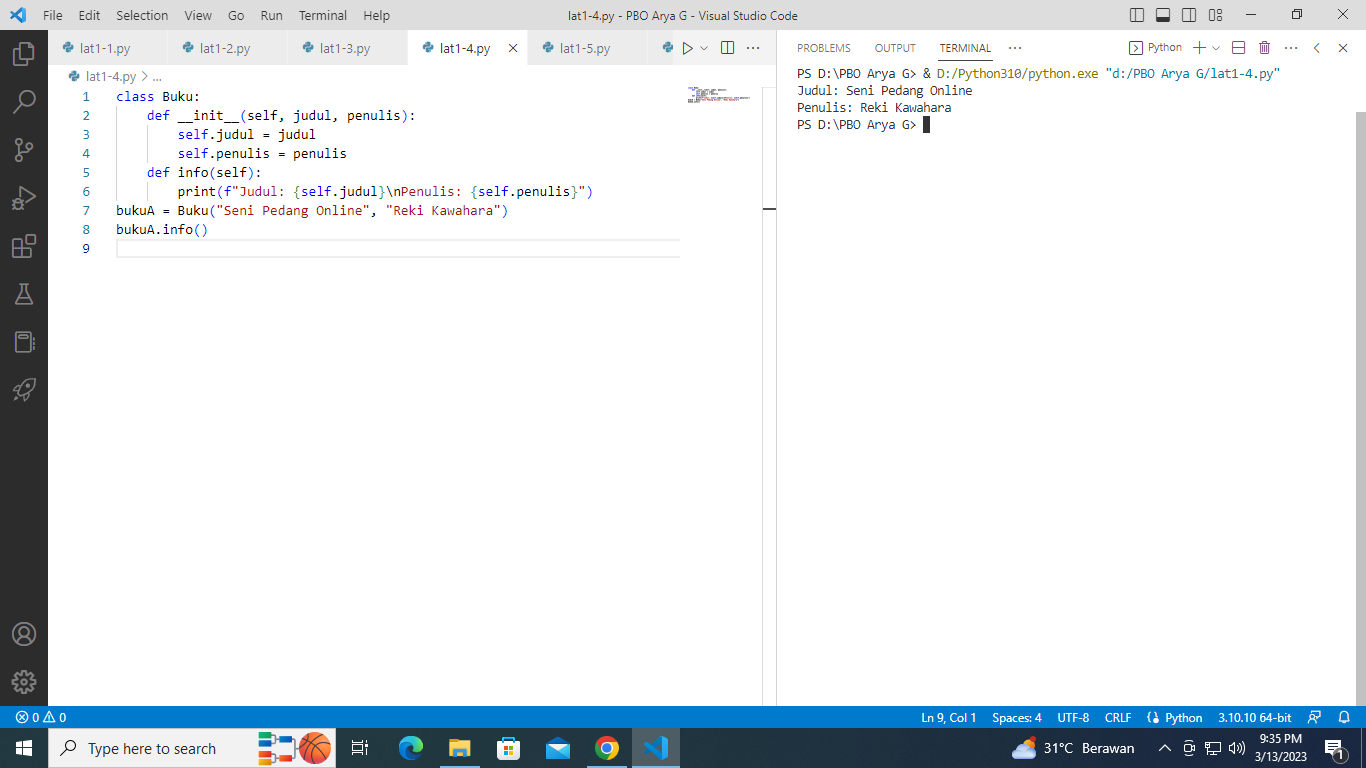 File Edit Selection View Go Run Terminal Help lat1-4.py - PBO Arya G - Visual Studio Code
lat1-1.py lat1-2.py lat1-3.py lat1-4.py lat1-5.py
lat1-4.py > ...
1 class Buku:
2     def __init__(self, judul, penulis):
3         self.judul = judul
4         self.penulis = penulis
5     def info(self):
6         print(f"Judul: {self.judul}\nPenulis: {self.penulis}")
7 bukuA = Buku("Seni Pedang Online", "Reki Kawahara")
8 bukuA.info()
9
PROBLEMS OUTPUT TERMINAL ... Python
PS D:\PBO Arya G> & D:/Python310/python.exe "d:/PBO Arya G/lat1-4.py"
Judul: Seni Pedang Online
Penulis: Reki Kawahara
PS D:\PBO Arya G>
0 0 Ln 9, Col 1 Spaces: 4 UTF-8 CRLF Python 3.10.10 64-bit
Type here to search 31°C Berawan 9:35 PM
3/13/2023 1